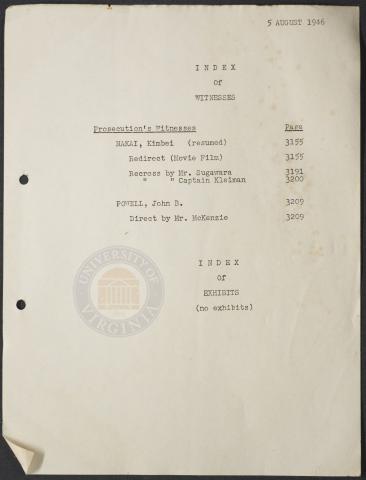 5 AUGUST 1946
I N D E X
Of
WITNESSES
Prosecution's Witnesses Page
NAKAI, Kimbei (resumed) 3155
Redirect (Movie Film) 3155
Recross by Mr. Sugawara 3191
" " Captain Kleiman 3200
POWELL, John B. 3209
Direct by Mr. McKenzie 3209
I N D E X
Of
EXHIBITS
(no exhibits)
UNIVERSITY OF VIRGINIA